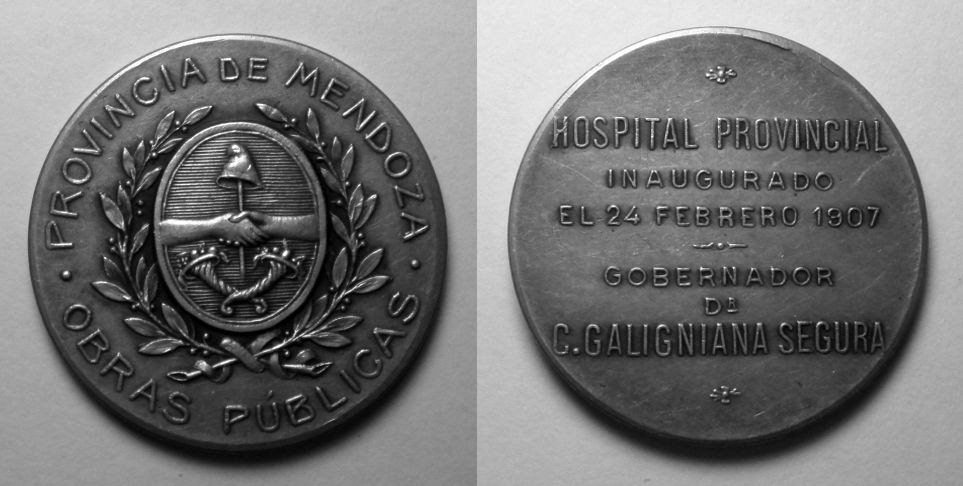 PROVINCIA DE MENDOZA
· OBRAS PÚBLICAS ·
HOSPITAL PROVINCIAL
INAUGURADO
EL 24 FEBRERO 1907
GOBERNADOR
DR
C. GALIGNIANA SEGURA